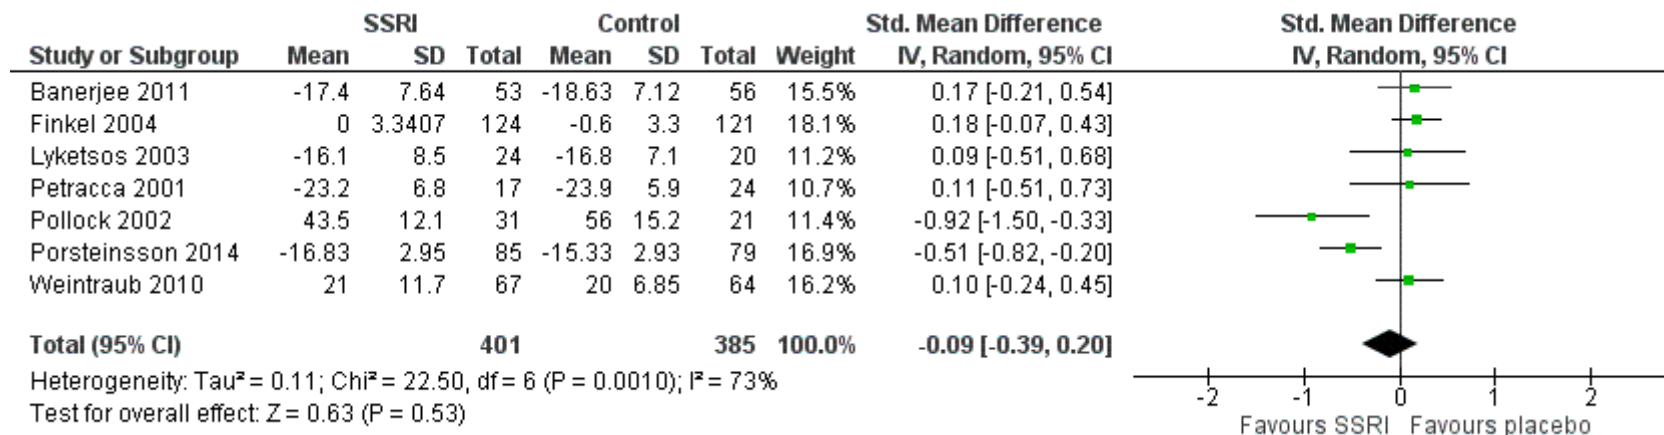 SSRI Control Std. Mean Difference Std. Mean Difference
Study or Subgroup Mean SD Total Mean SD Total Weight IV, Random, 95% CI IV, Random, 95% CI
Banerjee 2011 -17.4 7.64 53 -18.63 7.12 56 15.5% 0.17 [-0.21, 0.54]
Finkel 2004 0 3.3407 124 -0.6 3.3 121 18.1% 0.18 [-0.07, 0.43]
Lyketsos 2003 -16.1 8.5 24 -16.8 7.1 20 11.2% 0.09 [-0.51, 0.68]
Petracca 2001 -23.2 6.8 17 -23.9 5.9 24 10.7% 0.11 [-0.51, 0.73]
Pollock 2002 43.5 12.1 31 56 15.2 21 11.4% -0.92 [-1.50, -0.33]
Porsteinsson 2014 -16.83 2.95 85 -15.33 2.93 79 16.9% -0.51 [-0.82, -0.20]
Weintraub 2010 21 11.7 67 20 6.85 64 16.2% 0.10 [-0.24, 0.45]
Total (95% CI) 401 385 100.0% -0.09 [-0.39, 0.20]
Heterogeneity: Tau² = 0.11; Chi² = 22.50, df = 6 (P = 0.0010); I² = 73%
Test for overall effect: Z = 0.63 (P = 0.53)
-2 -1 0 1 2
Favours SSRI Favours placebo